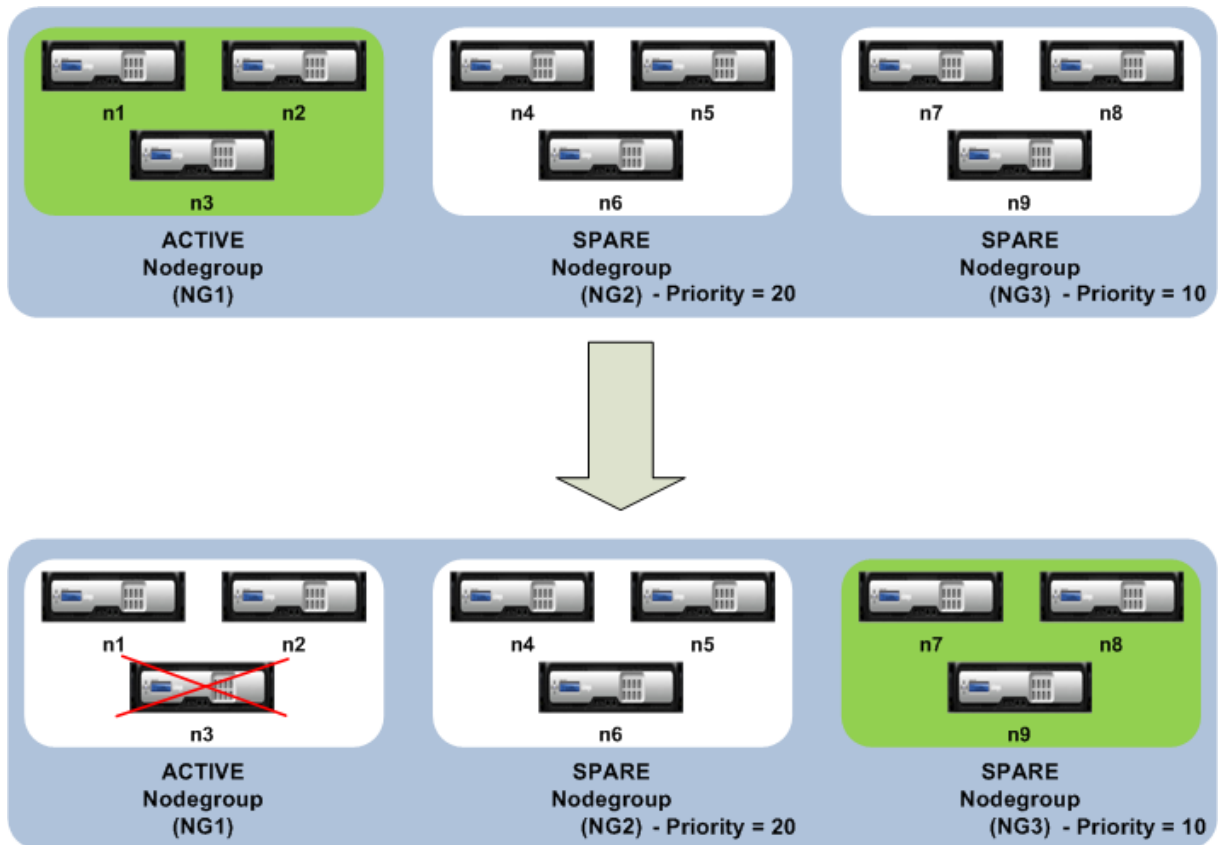 n1 n2
n3
ACTIVE
Nodegroup
(NG1)
n4 n5
n6
SPARE
Nodegroup
(NG2) - Priority = 20
n7 n8
n9
SPARE
Nodegroup
(NG3) - Priority = 10
n1 n2
n3
ACTIVE
Nodegroup
(NG1)
n4 n5
n6
SPARE
Nodegroup
(NG2) - Priority = 20
n7 n8
n9
SPARE
Nodegroup
(NG3) - Priority = 10